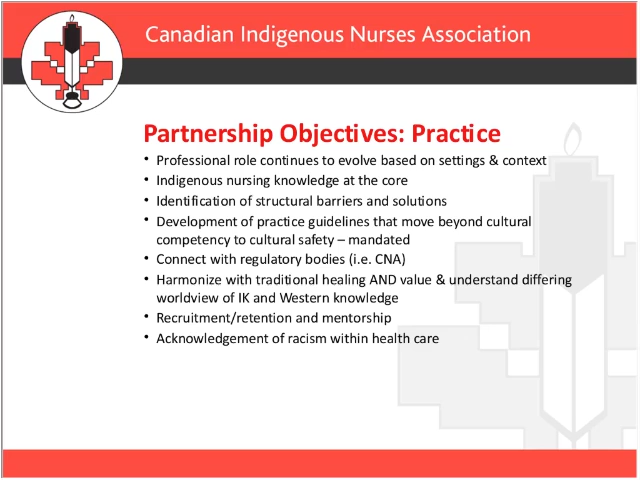 Canadian Indigenous Nurses Association
Partnership Objectives: Practice
• Professional role continues to evolve based on settings & context
• Indigenous nursing knowledge at the core
• Identification of structural barriers and solutions
• Development of practice guidelines that move beyond cultural
competency to cultural safety – mandated
• Connect with regulatory bodies (i.e. CNA)
• Harmonize with traditional healing AND value & understand differing
worldview of IK and Western knowledge
• Recruitment/retention and mentorship
• Acknowledgement of racism within health care